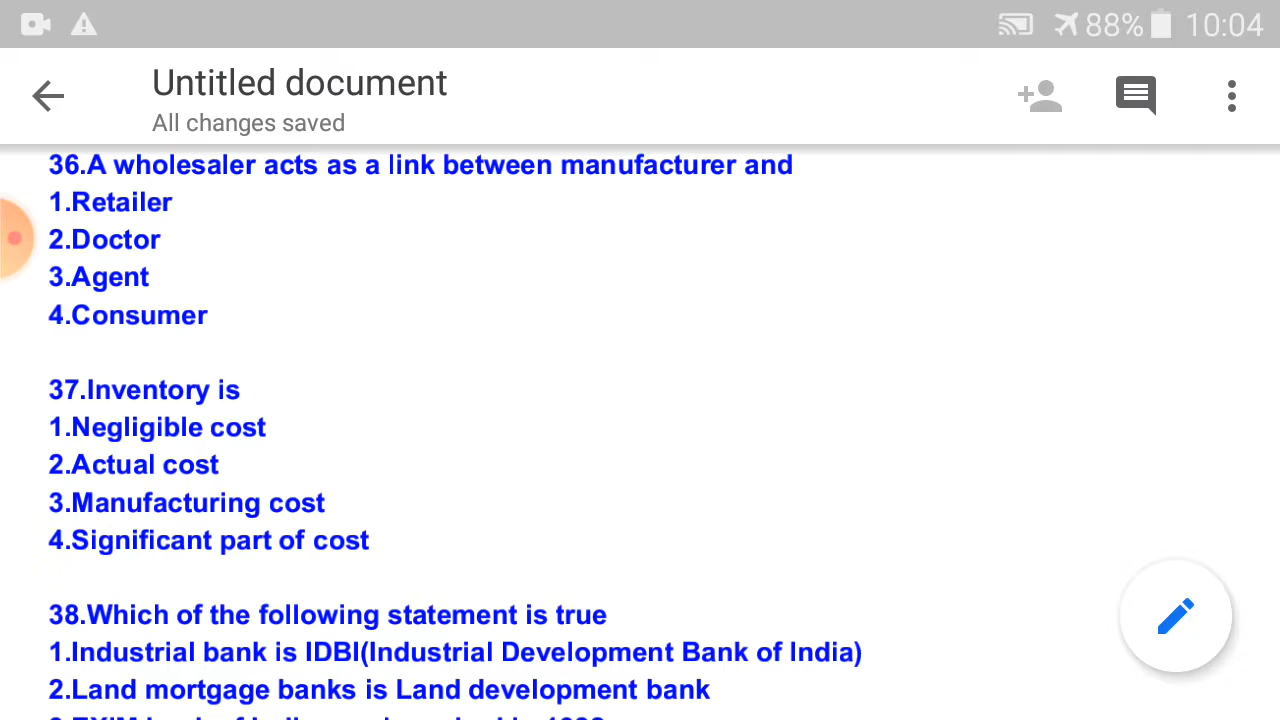 88% 10:04
Untitled document
All changes saved
36.A wholesaler acts as a link between manufacturer and
1.Retailer
2.Doctor
3.Agent
4.Consumer
37.Inventory is
1.Negligible cost
2.Actual cost
3.Manufacturing cost
4.Significant part of cost
38.Which of the following statement is true
1.Industrial bank is IDBI(Industrial Development Bank of India)
2.Land mortgage banks is Land development bank